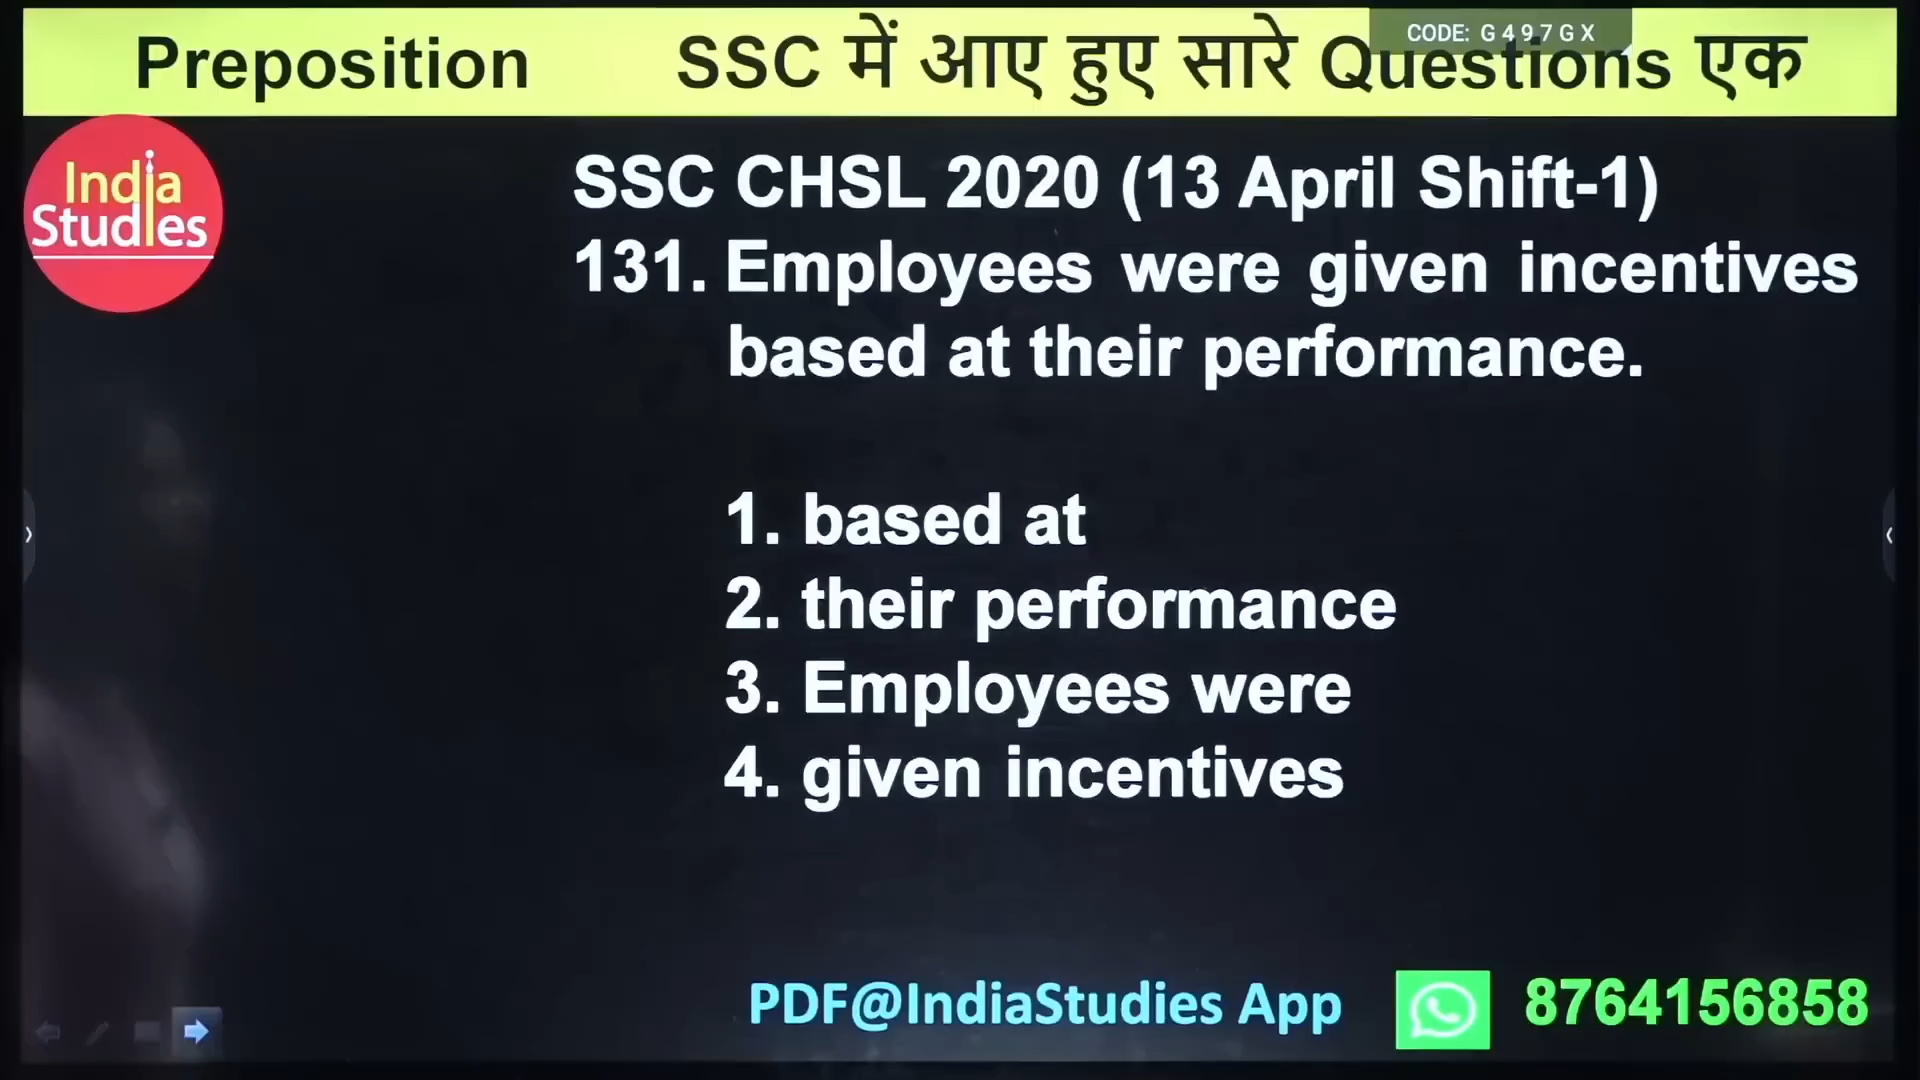 Preposition SSC में आए हुए सारे Questions एक
CODE: G 4 9 7 G X
India
Studies
SSC CHSL 2020 (13 April Shift-1)
131. Employees were given incentives
based at their performance.
1. based at
2. their performance
3. Employees were
4. given incentives
PDF@IndiaStudies App 8764156858